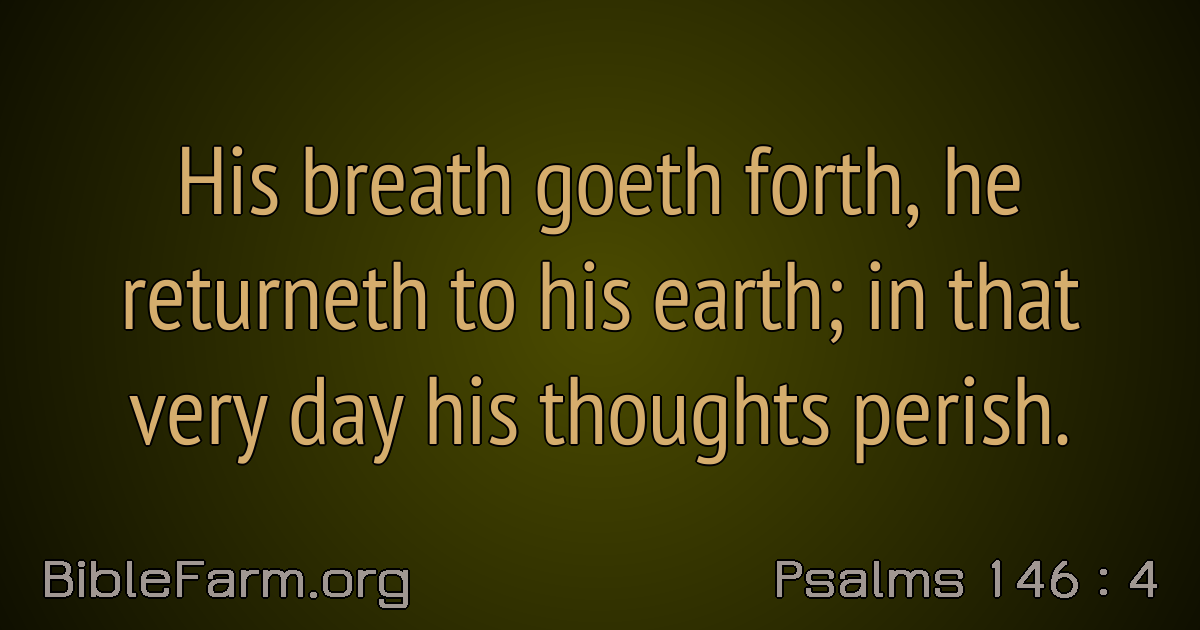 His breath goeth forth, he
returneth to his earth; in that
very day his thoughts perish.
BibleFarm.org
Psalms 146 : 4